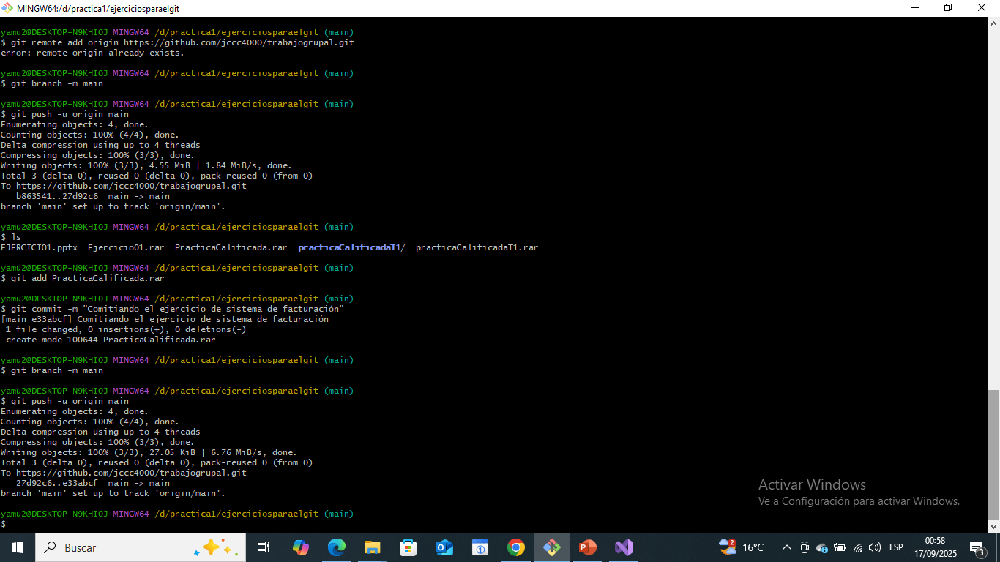 MINGW64:/d/practica1/ejerciciosparaelgit
yamu2@DESKTOP-N9KHIOJ MINGW64 /d/practica1/ejerciciosparaelgit (main)
$ git remote add origin https://github.com/jccc4000/trabajogrupal.git
error: remote origin already exists.
yamu2@DESKTOP-N9KHIOJ MINGW64 /d/practica1/ejerciciosparaelgit (main)
$ git branch -m main
yamu2@DESKTOP-N9KHIOJ MINGW64 /d/practica1/ejerciciosparaelgit (main)
$ git push -u origin main
Enumerating objects: 4, done.
Counting objects: 100% (4/4), done.
Delta compression using up to 4 threads
Compressing objects: 100% (3/3), done.
Writing objects: 100% (3/3), 4.55 MiB | 1.84 MiB/s, done.
Total 3 (delta 0), reused 0 (delta 0), pack-reused 0 (from 0)
To https://github.com/jccc4000/trabajogrupal.git
   b863541..27d92c6  main -> main
branch 'main' set up to track 'origin/main'.
yamu2@DESKTOP-N9KHIOJ MINGW64 /d/practica1/ejerciciosparaelgit (main)
$ ls
EJERCICIO1.pptx  Ejercicio01.rar  PracticaCalificada.rar  practicaCalificadaT1/  practicaCalificadaT1.rar
yamu2@DESKTOP-N9KHIOJ MINGW64 /d/practica1/ejerciciosparaelgit (main)
$ git add PracticaCalificada.rar
yamu2@DESKTOP-N9KHIOJ MINGW64 /d/practica1/ejerciciosparaelgit (main)
$ git commit -m "Comitiando el ejercicio de sistema de facturación"
[main e33abcf] Comitiando el ejercicio de sistema de facturación
 1 file changed, 0 insertions(+), 0 deletions(-)
 create mode 100644 PracticaCalificada.rar
yamu2@DESKTOP-N9KHIOJ MINGW64 /d/practica1/ejerciciosparaelgit (main)
$ git branch -m main
yamu2@DESKTOP-N9KHIOJ MINGW64 /d/practica1/ejerciciosparaelgit (main)
$ git push -u origin main
Enumerating objects: 4, done.
Counting objects: 100% (4/4), done.
Delta compression using up to 4 threads
Compressing objects: 100% (3/3), done.
Writing objects: 100% (3/3), 27.05 KiB | 6.76 MiB/s, done.
Total 3 (delta 0), reused 0 (delta 0), pack-reused 0 (from 0)
To https://github.com/jccc4000/trabajogrupal.git
   27d92c6..e33abcf  main -> main
branch 'main' set up to track 'origin/main'.
yamu2@DESKTOP-N9KHIOJ MINGW64 /d/practica1/ejerciciosparaelgit (main)
$
Activar Windows
Ve a Configuración para activar Windows.
Buscar
2
16°C
ESP
00:58
17/09/2025
3